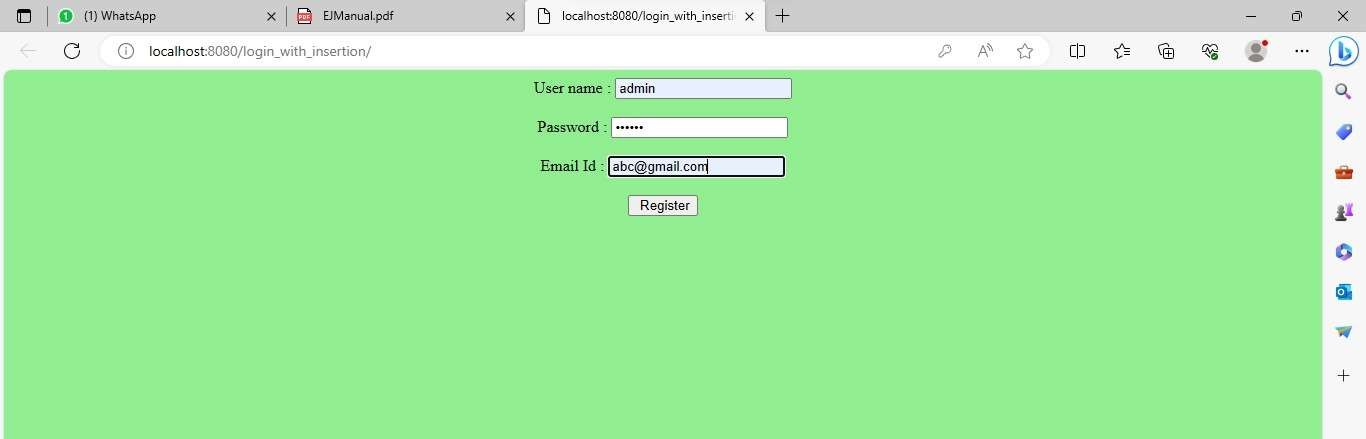 (1) WhatsApp
EJManual.pdf
localhost:8080/login_with_inserti
localhost:8080/login_with_insertion/
User name : admin
Password : ••••••
Email Id : abc@gmail.com
Register